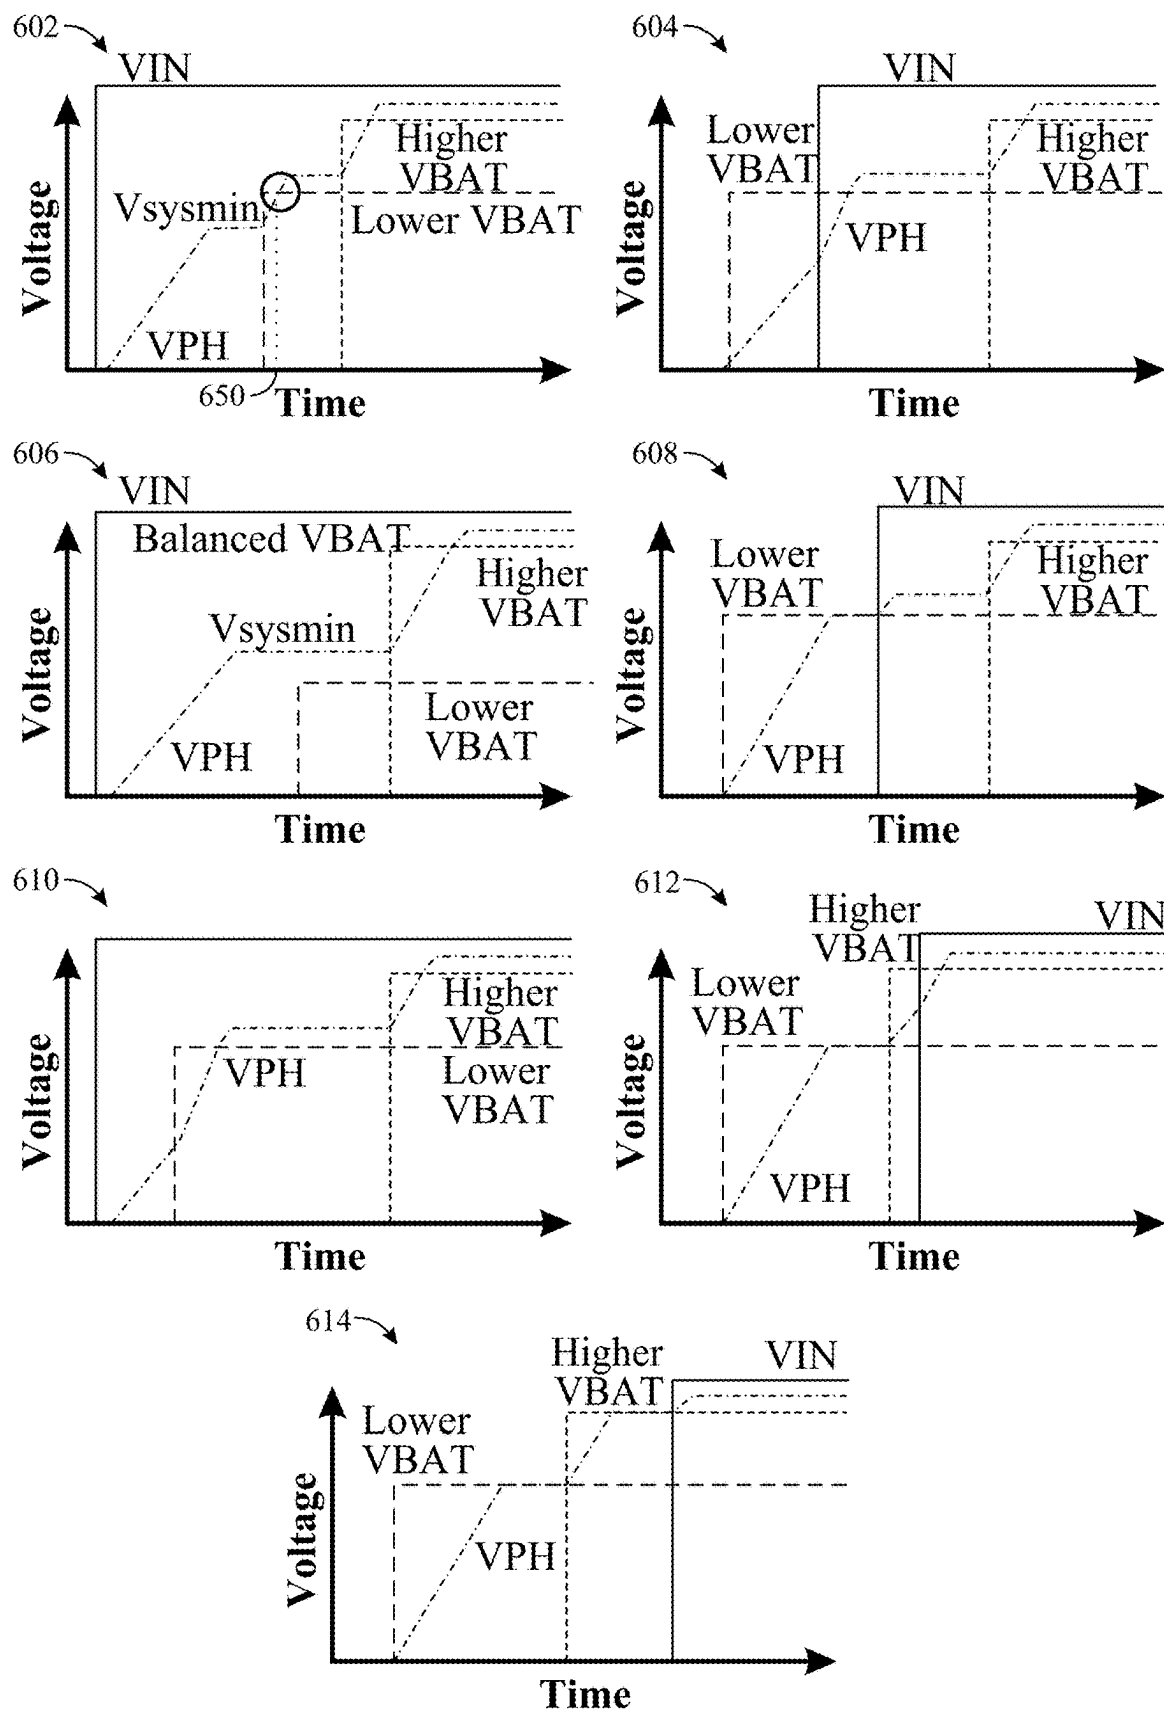 602
VIN
Higher
VBAT
Vsysmin
Lower VBAT
VPH
650
Voltage
Time
604
VIN
Lower
VBAT
Higher
VBAT
VPH
Voltage
Time
606
VIN
Balanced VBAT
Higher
VBAT
Vsysmin
Lower
VBAT
VPH
Voltage
Time
608
VIN
Lower
VBAT
Higher
VBAT
VPH
Voltage
Time
610
Higher
VBAT
VPH
Lower
VBAT
Voltage
Time
612
Higher
VBAT
VIN
Lower
VBAT
VPH
Voltage
Time
614
Higher
VBAT
VIN
Lower
VBAT
VPH
Voltage
Time